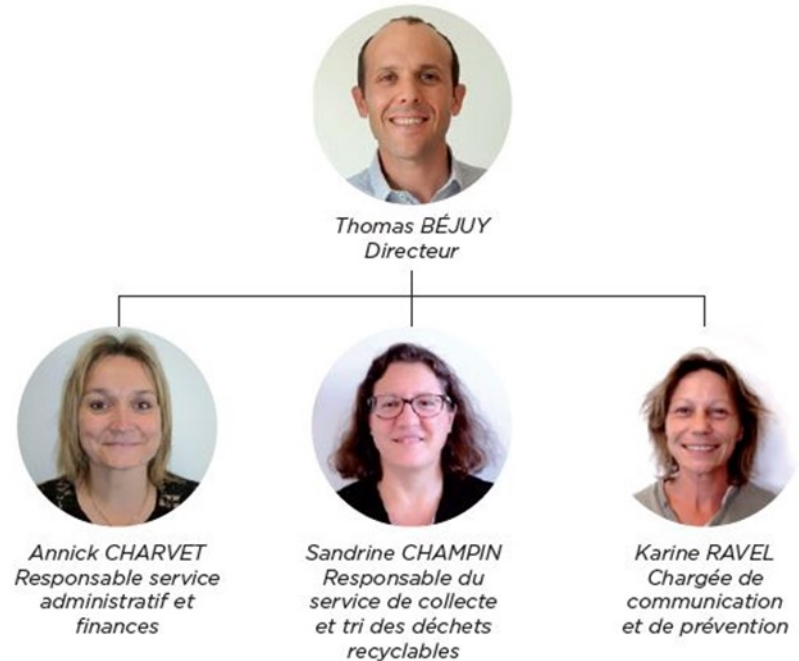 Thomas BÉJUY
Directeur
Annick CHARVET
Responsable service
administratif et
finances
Sandrine CHAMPIN
Responsable du
service de collecte
et tri des déchets
recyclables
Karine RAVEL
Chargée de
communication
et de prévention